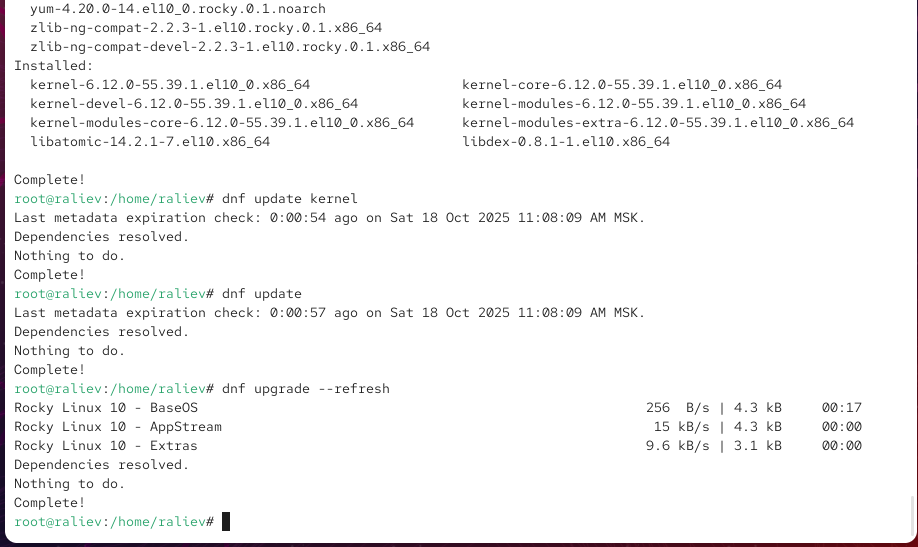 yum-4.20.0-14.el10_0.rocky.0.1.noarch
zlib-ng-compat-2.2.3-1.el10.rocky.0.1.x86_64
zlib-ng-compat-devel-2.2.3-1.el10.rocky.0.1.x86_64
Installed:
kernel-6.12.0-55.39.1.el10_0.x86_64 kernel-core-6.12.0-55.39.1.el10_0.x86_64
kernel-devel-6.12.0-55.39.1.el10_0.x86_64 kernel-modules-6.12.0-55.39.1.el10_0.x86_64
kernel-modules-core-6.12.0-55.39.1.el10_0.x86_64 kernel-modules-extra-6.12.0-55.39.1.el10_0.x86_64
libatomic-14.2.1-7.el10.x86_64 libdex-0.8.1-1.el10.x86_64
Complete!
root@raliev:/home/raliev# dnf update kernel
Last metadata expiration check: 0:00:54 ago on Sat 18 Oct 2025 11:08:09 AM MSK.
Dependencies resolved.
Nothing to do.
Complete!
root@raliev:/home/raliev# dnf update
Last metadata expiration check: 0:00:57 ago on Sat 18 Oct 2025 11:08:09 AM MSK.
Dependencies resolved.
Nothing to do.
Complete!
root@raliev:/home/raliev# dnf upgrade --refresh
Rocky Linux 10 - BaseOS 256 B/s | 4.3 kB 00:17
Rocky Linux 10 - AppStream 15 kB/s | 4.3 kB 00:00
Rocky Linux 10 - Extras 9.6 kB/s | 3.1 kB 00:00
Dependencies resolved.
Nothing to do.
Complete!
root@raliev:/home/raliev#